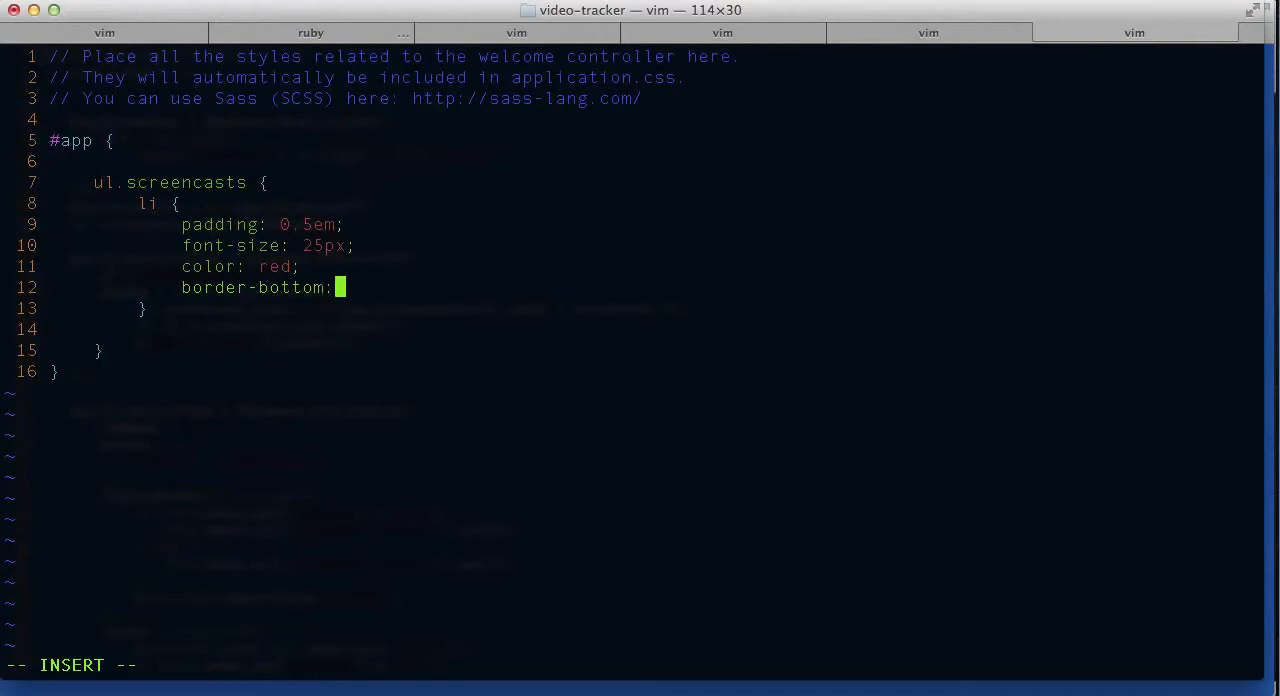 video-tracker — vim — 114×30
vim ruby ... vim vim vim vim
1 // Place all the styles related to the welcome controller here.
2 // They will automatically be included in application.css.
3 // You can use Sass (SCSS) here: http://sass-lang.com/
4
5 #app {
6
7     ul.screencasts {
8         li {
9             padding: 0.5em;
10             font-size: 25px;
11             color: red;
12             border-bottom:
13         }
14
15     }
16 }
~
~
~
~
~
~
~
~
~
~
~
~
~
-- INSERT --